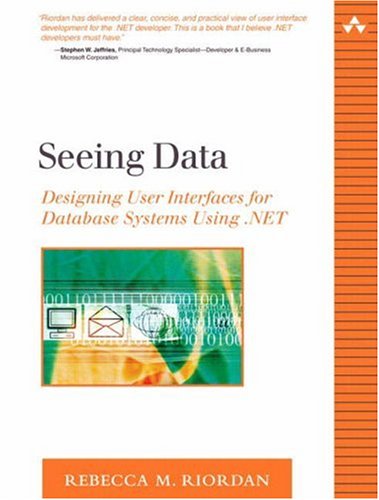 "Riordan has delivered a clear, concise, and practical view of user interface
development for the .NET developer. This is a book that I believe .NET
developers must have."
—Stephen W. Jeffries, Principal Technology Specialist—Developer & E-Business
Microsoft Corporation
Seeing Data
Designing User Interfaces for
Database Systems Using .NET
REBECCA M. RIORDAN